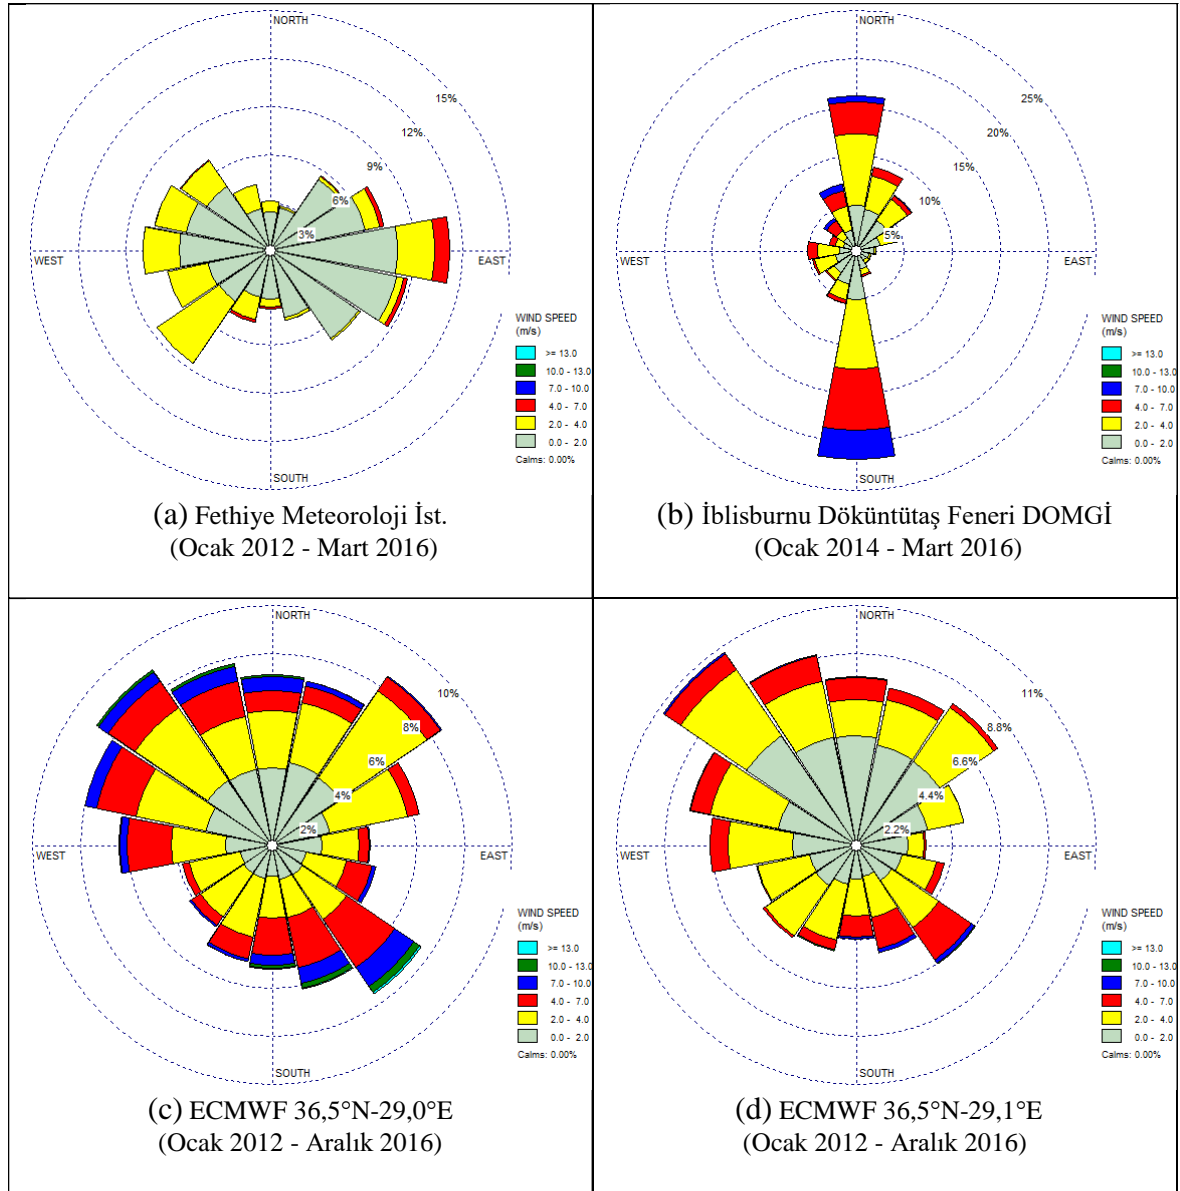 NORTH
15%
12%
9%
6%
3%
WEST
EAST
WIND SPEED
(m/s)
>= 13.0
10.0 - 13.0
7.0 - 10.0
4.0 - 7.0
2.0 - 4.0
0.0 - 2.0
Calms: 0.00%
SOUTH
(a) Fethiye Meteoroloji İst.
(Ocak 2012 - Mart 2016)
NORTH
25%
20%
15%
10%
5%
WEST
EAST
WIND SPEED
(m/s)
>= 13.0
10.0 - 13.0
7.0 - 10.0
4.0 - 7.0
2.0 - 4.0
0.0 - 2.0
Calms: 0.00%
SOUTH
(b) İblisburnu Döküntütaş Feneri DOMGİ
(Ocak 2014 - Mart 2016)
NORTH
10%
8%
6%
4%
2%
WEST
EAST
WIND SPEED
(m/s)
>= 13.0
10.0 - 13.0
7.0 - 10.0
4.0 - 7.0
2.0 - 4.0
0.0 - 2.0
Calms: 0.00%
SOUTH
(c) ECMWF 36,5°N-29,0°E
(Ocak 2012 - Aralık 2016)
NORTH
11%
8.8%
6.6%
4.4%
2.2%
WEST
EAST
WIND SPEED
(m/s)
>= 13.0
10.0 - 13.0
7.0 - 10.0
4.0 - 7.0
2.0 - 4.0
0.0 - 2.0
Calms: 0.00%
SOUTH
(d) ECMWF 36,5°N-29,1°E
(Ocak 2012 - Aralık 2016)